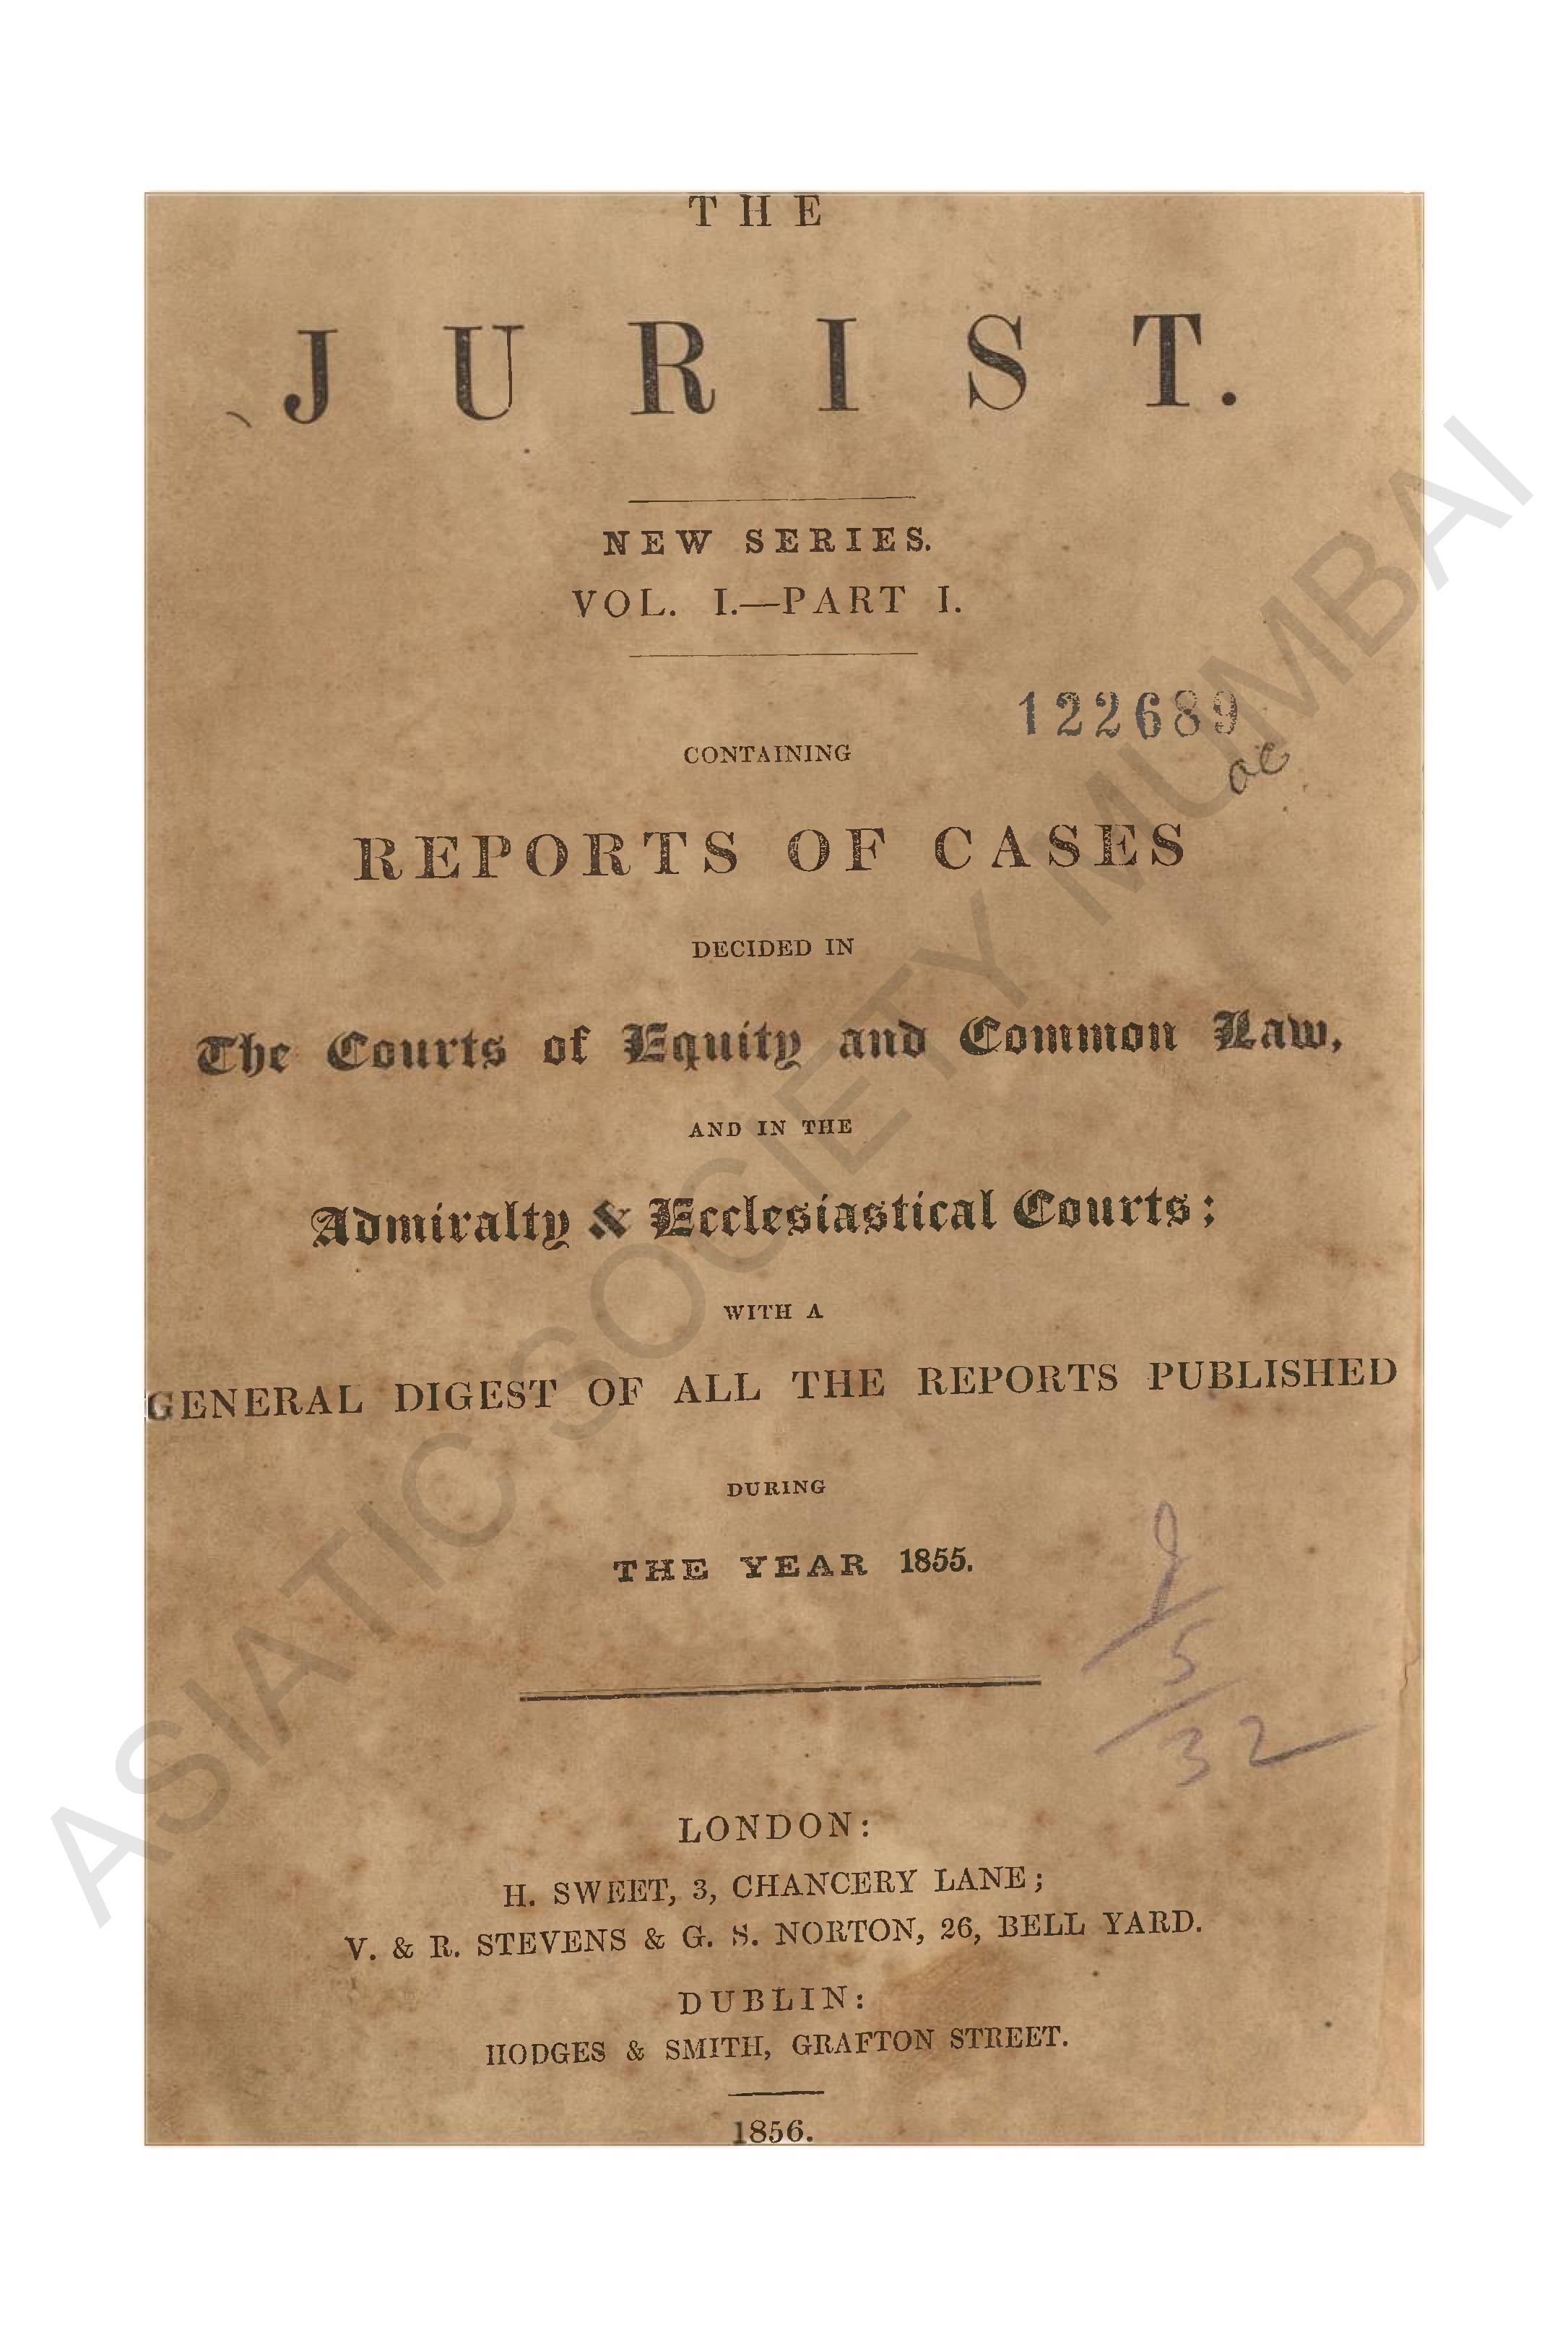 THE
JURIST.
NEW SERIES.
VOL. I.—PART I.
122689
CONTAINING
REPORTS OF CASES
DECIDED IN
The Courts of Equity and Common Law,
AND IN THE
Admiralty & Ecclesiastical Courts;
WITH A
GENERAL DIGEST OF ALL THE REPORTS PUBLISHED
DURING
THE YEAR 1855.
5
32
LONDON:
H. SWEET, 3, CHANCERY LANE;
V. & R. STEVENS & G. S. NORTON, 26, BELL YARD.
DUBLIN:
HODGES & SMITH, GRAFTON STREET.
1856.
ASIATIC SOCIETY MUMBAI